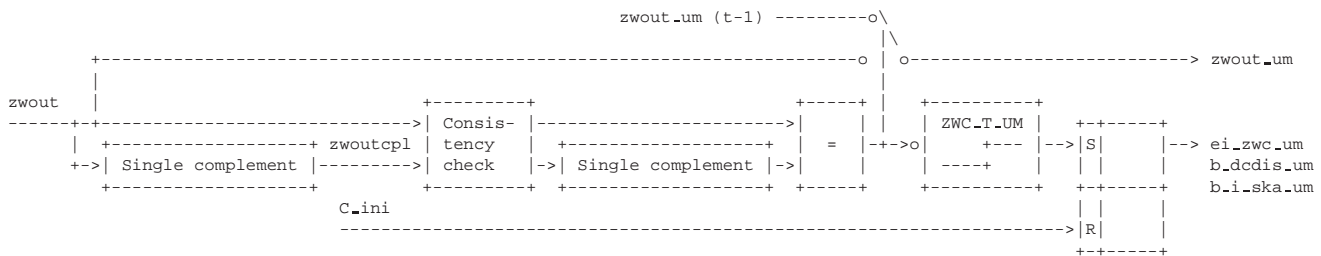 zwout_um (t-1)
zwout_um
zwout
Consis-
tency
check
ZWC_T_UM
Single complement
zwoutcpl
Single complement
=
S
ei_zwc_um
b_dcdis_um
b_i_ska_um
C_ini
R